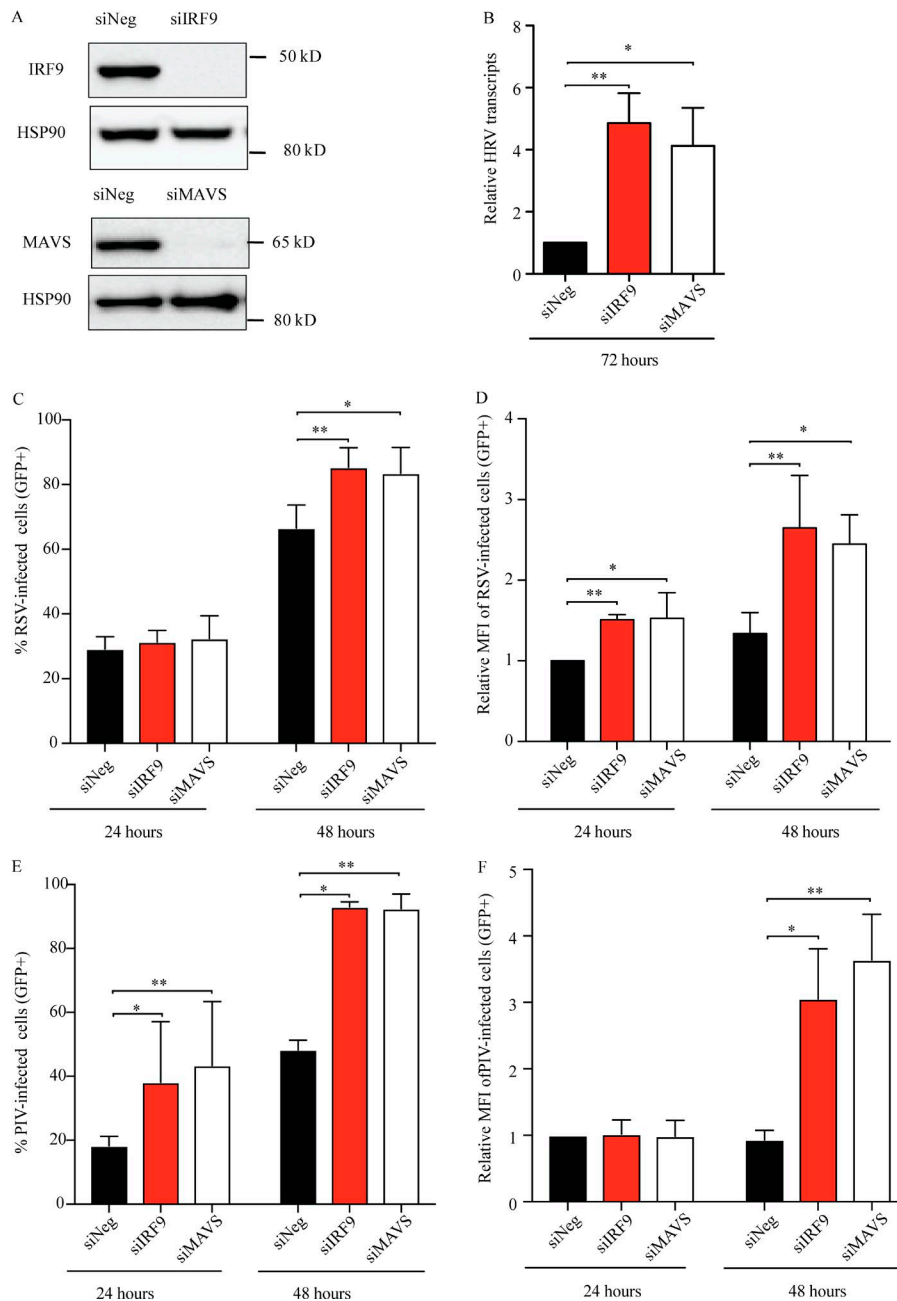 A
siNeg siIRF9
IRF9
50 kD
HSP90
80 kD
siNeg siMAVS
MAVS
65 kD
HSP90
80 kD
B
Relative HRV transcripts
8
6
4
2
0
*
**
siNeg siIRF9 siMAVS
72 hours
C
% RSV-infected cells (GFP+)
100
80
60
40
20
0
*
**
siNeg siIRF9 siMAVS siNeg siIRF9 siMAVS
24 hours 48 hours
D
Relative MFI of RSV-infected cells (GFP+)
4
3
2
1
0
*
**
*
**
siNeg siIRF9 siMAVS siNeg siIRF9 siMAVS
24 hours 48 hours
E
% PIV-infected cells (GFP+)
100
80
60
40
20
0
**
*
**
*
siNeg siIRF9 siMAVS siNeg siIRF9 siMAVS
24 hours 48 hours
F
Relative MFI ofPIV-infected cells (GFP+)
5
4
3
2
1
0
**
*
siNeg siIRF9 siMAVS siNeg siIRF9 siMAVS
24 hours 48 hours